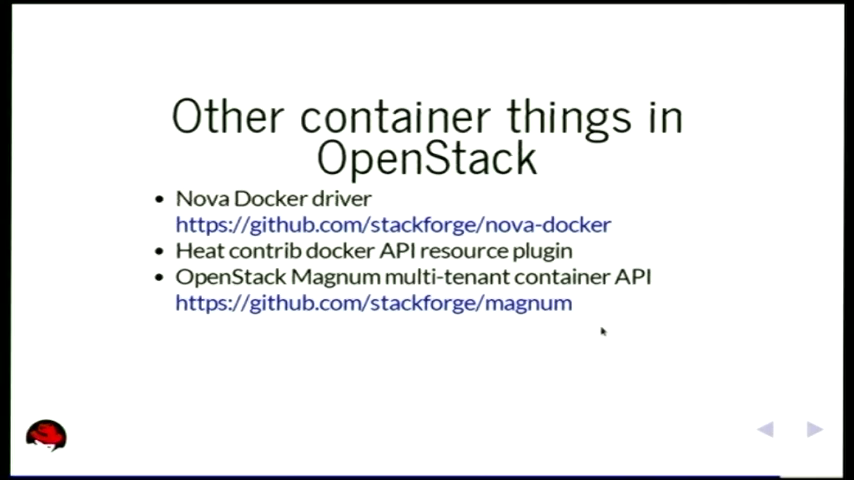 Other container things in
OpenStack
• Nova Docker driver
https://github.com/stackforge/nova-docker
• Heat contrib docker API resource plugin
• OpenStack Magnum multi-tenant container API
https://github.com/stackforge/magnum